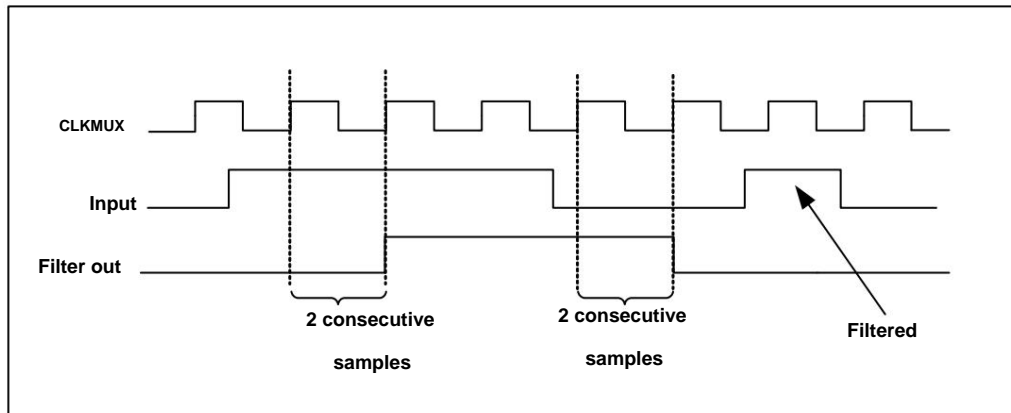 CLKMUX
Input
Filter out
2 consecutive
samples
2 consecutive
samples
Filtered